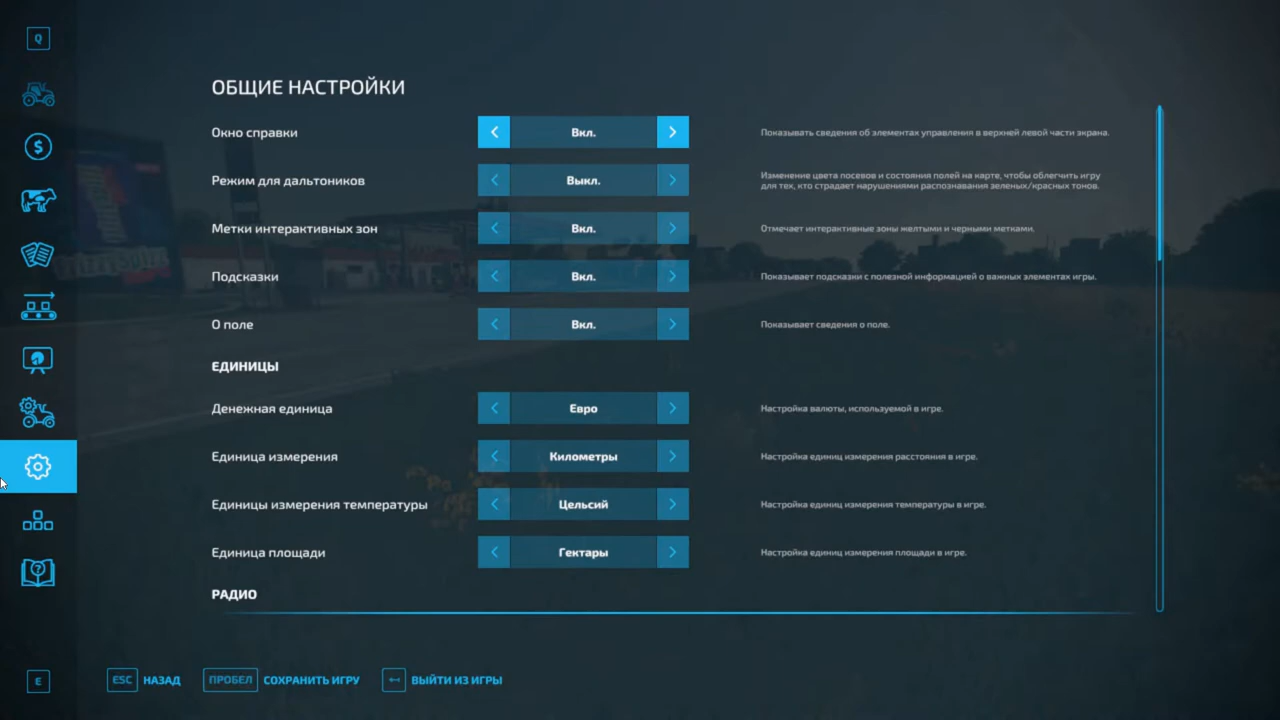 Q
ОБЩИЕ НАСТРОЙКИ
Окно справки
Вкл.
Показывать сведения об элементах управления в верхней левой части экрана.
Режим для дальтоников
Выкл.
Изменение цвета посевов и состояния полей на карте, чтобы облегчить игру
для тех, кто страдает нарушениями распознавания зеленых/красных тонов.
Метки интерактивных зон
Вкл.
Отмечает интерактивные зоны желтыми и черными метками.
Подсказки
Вкл.
Показывает подсказки с полезной информацией о важных элементах игры.
О поле
Вкл.
Показывает сведения о поле.
ЕДИНИЦЫ
Денежная единица
Евро
Настройка валюты, используемой в игре.
Единица измерения
Километры
Настройка единиц измерения расстояния в игре.
Единицы измерения температуры
Цельсий
Настройка единиц измерения температуры в игре.
Единица площади
Гектары
Настройка единиц измерения площади в игре.
РАДИО
E
ESC НАЗАД
ПРОБЕЛ СОХРАНИТЬ ИГРУ
ВЫЙТИ ИЗ ИГРЫ